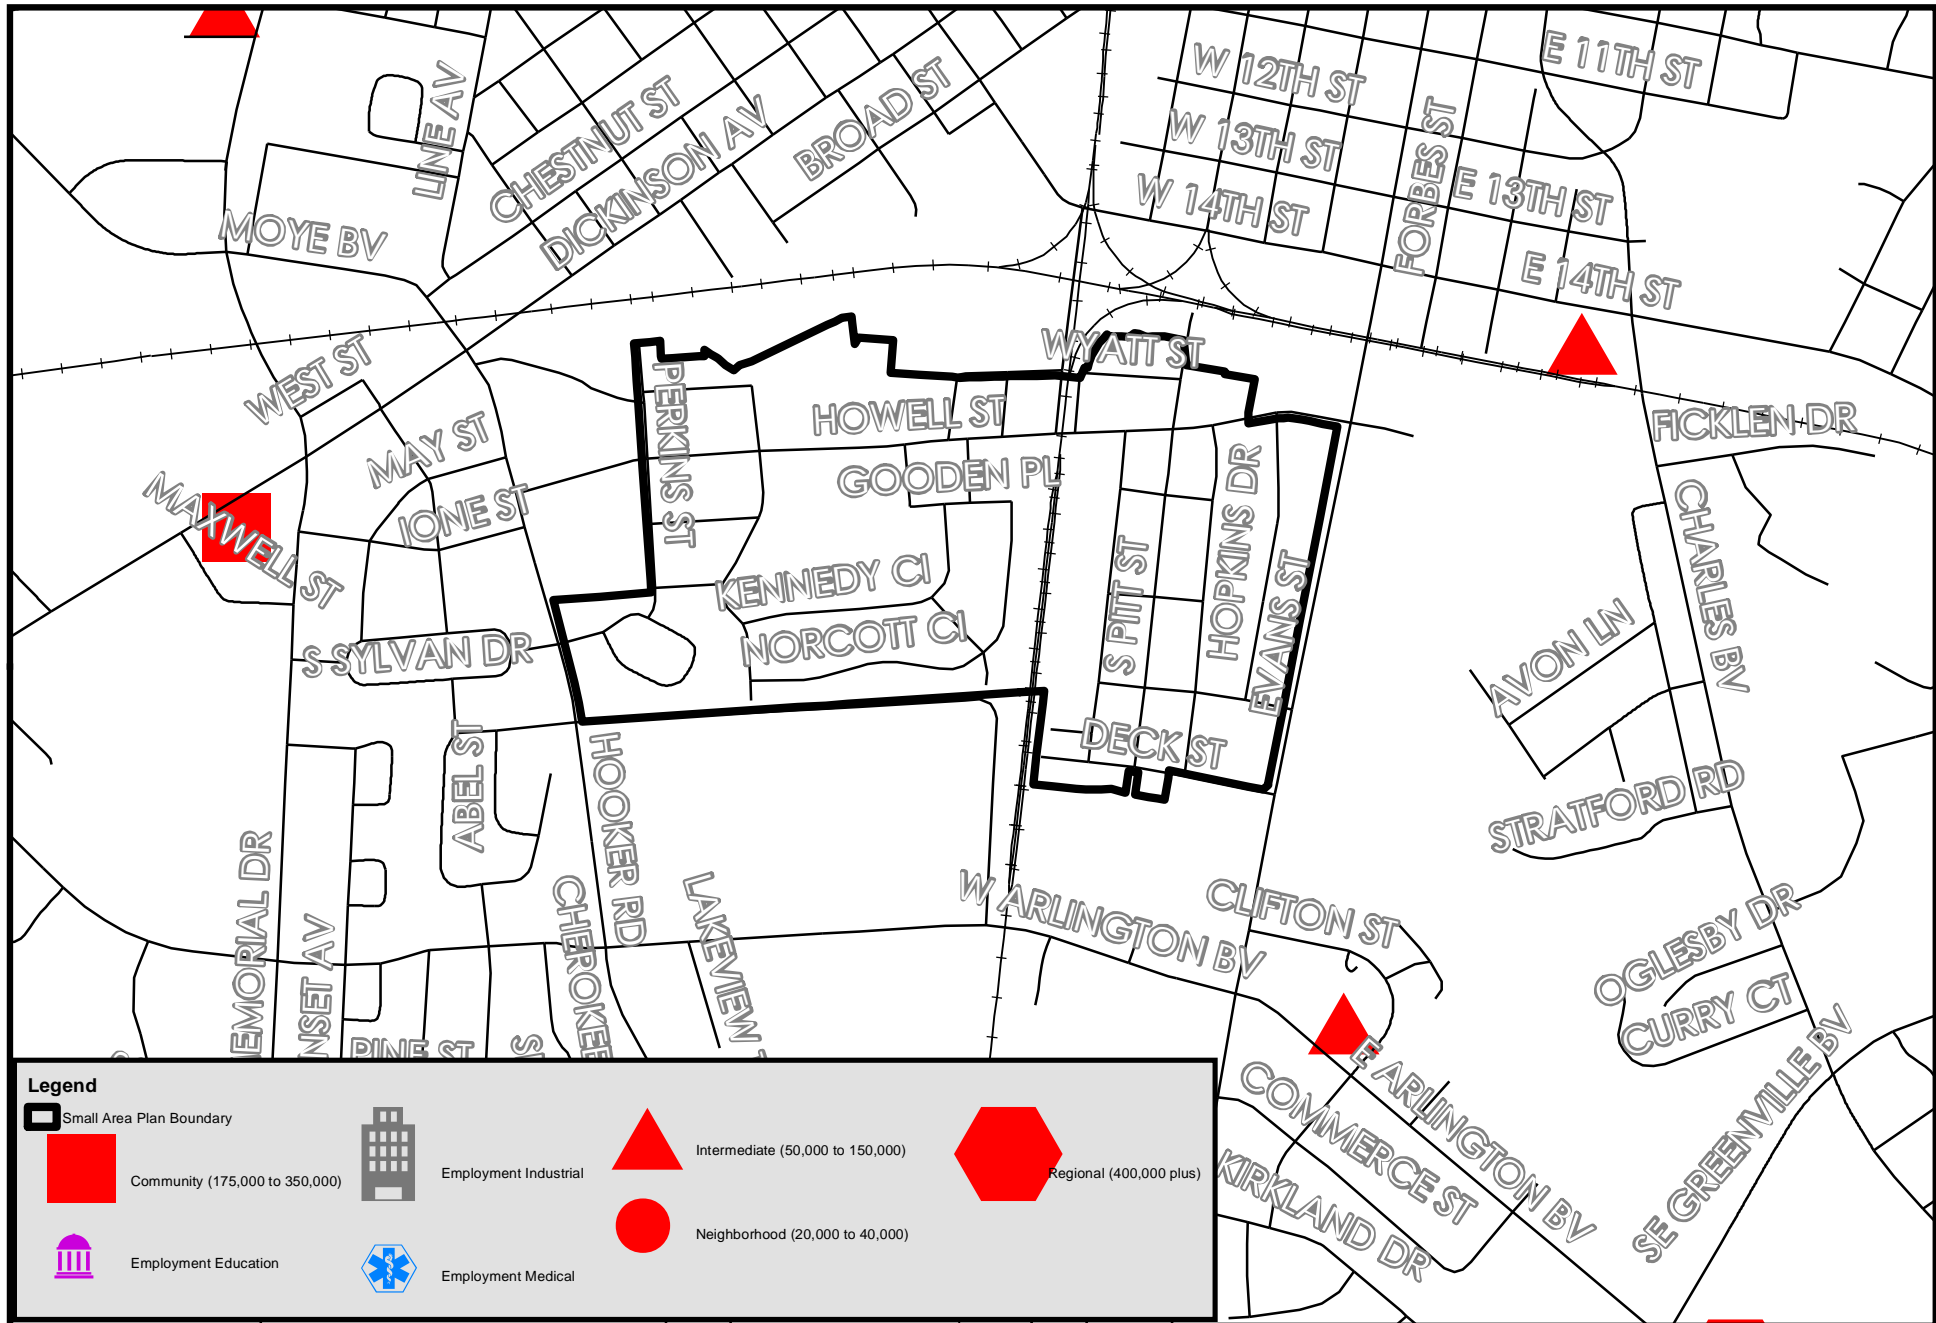 E 11TH ST
W 12TH ST
LINE AV
CHESTNUT ST
BROAD ST
DICKINSON AV
W 13TH ST
FORBES ST
E 13TH ST
W 14TH ST
MOYE BV
E 14TH ST
WYATT ST
WEST ST
PERKINS ST
HOWELL ST
FICKLEN DR
MAY ST
GOODEN PL
HOPKINS DR
MAXWELL ST
IONE ST
CHARLES BV
KENNEDY CI
S PITT ST
EVANS ST
NORCOTT CI
S SYLVAN DR
AVON LN
DECK ST
ABEL ST
HOOKER RD
STRATFORD RD
EMORIAL DR
NSET AV
CHEROKEE
LAKEVIEW
W ARLINGTON BV
CLIFTON ST
OGLESBY DR
CURRY CT
PINE ST
E ARLINGTON BV
COMMERCE ST
SE GREENVILLE BV
KIRKLAND DR
Legend
Small Area Plan Boundary
Community (175,000 to 350,000)
Employment Education
Employment Industrial
Employment Medical
Intermediate (50,000 to 150,000)
Neighborhood (20,000 to 40,000)
Regional (400,000 plus)